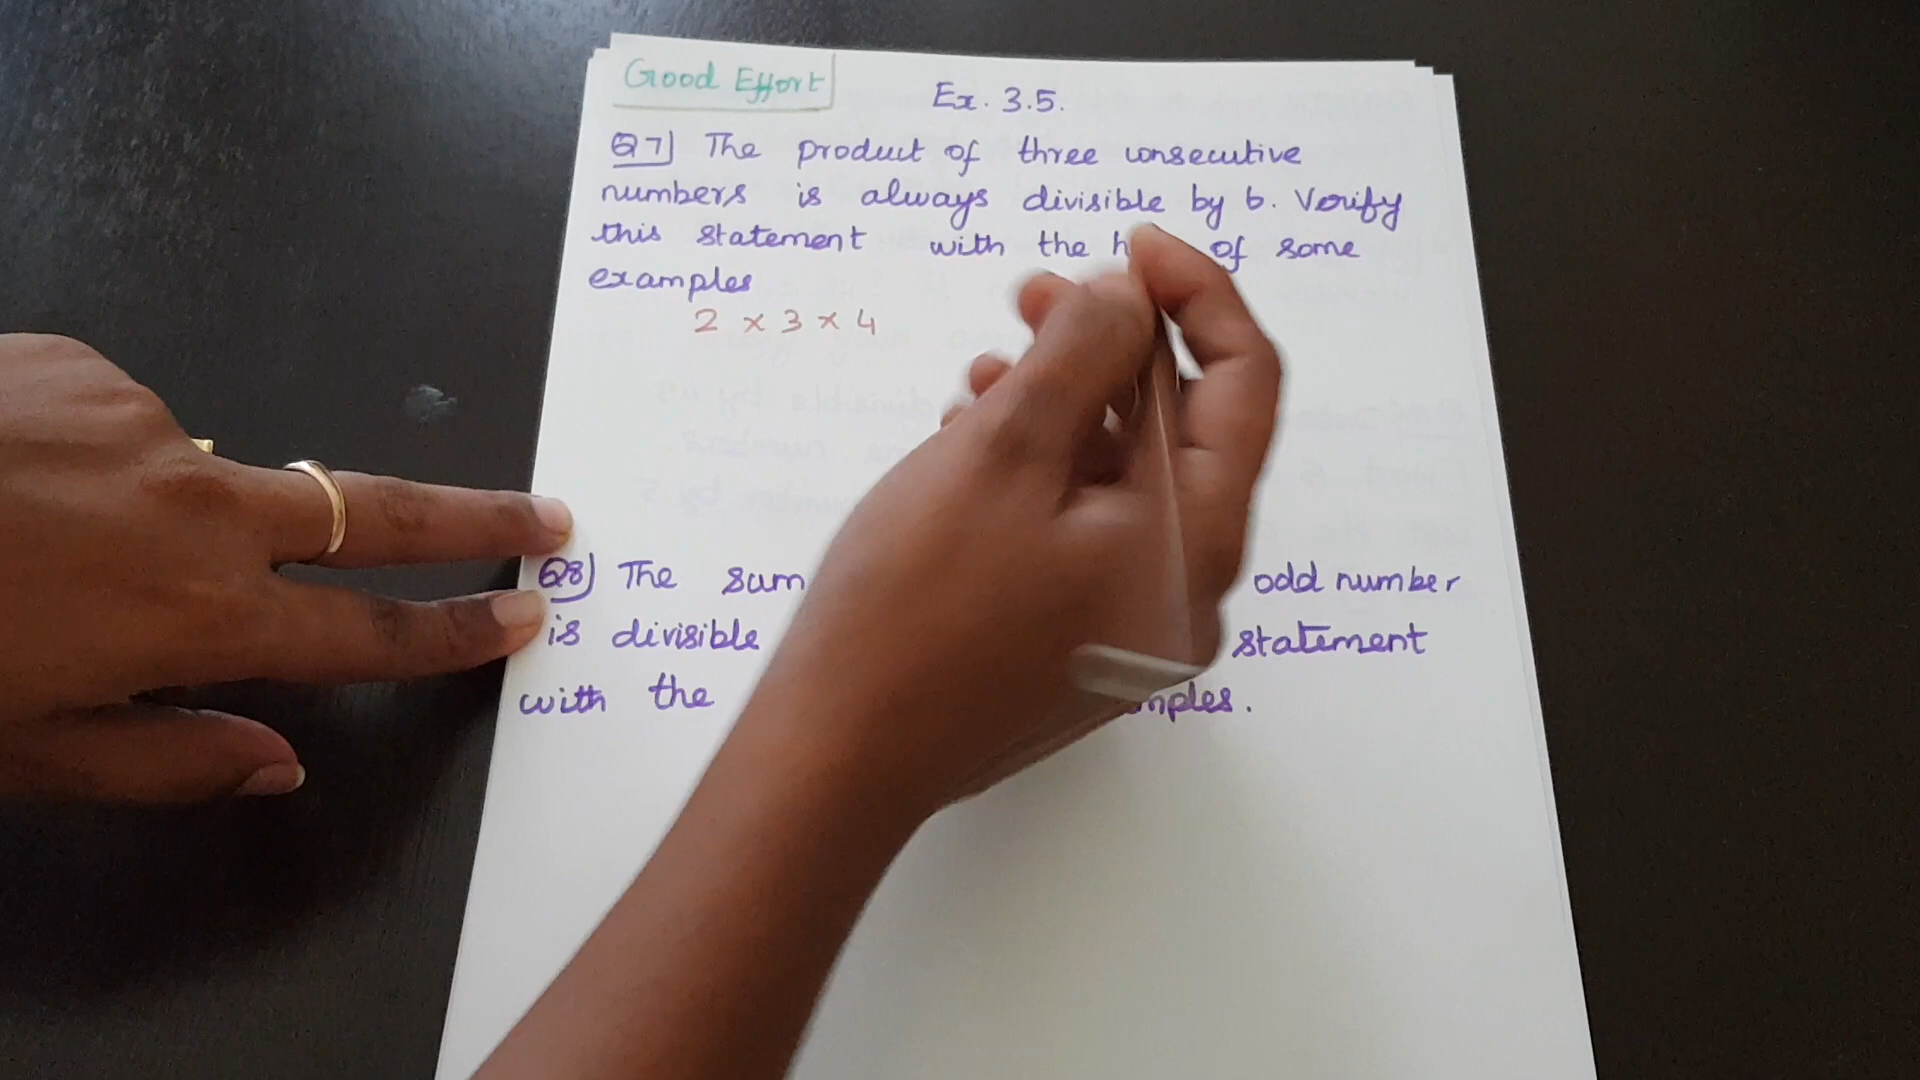 Good Effort
Ex. 3.5.
Q7) The product of three consecutive
numbers is always divisible by 6. Verify
this statement with the of some
examples
2 x 3 x 4
Q8) The sum odd number
is divisible statement
with the